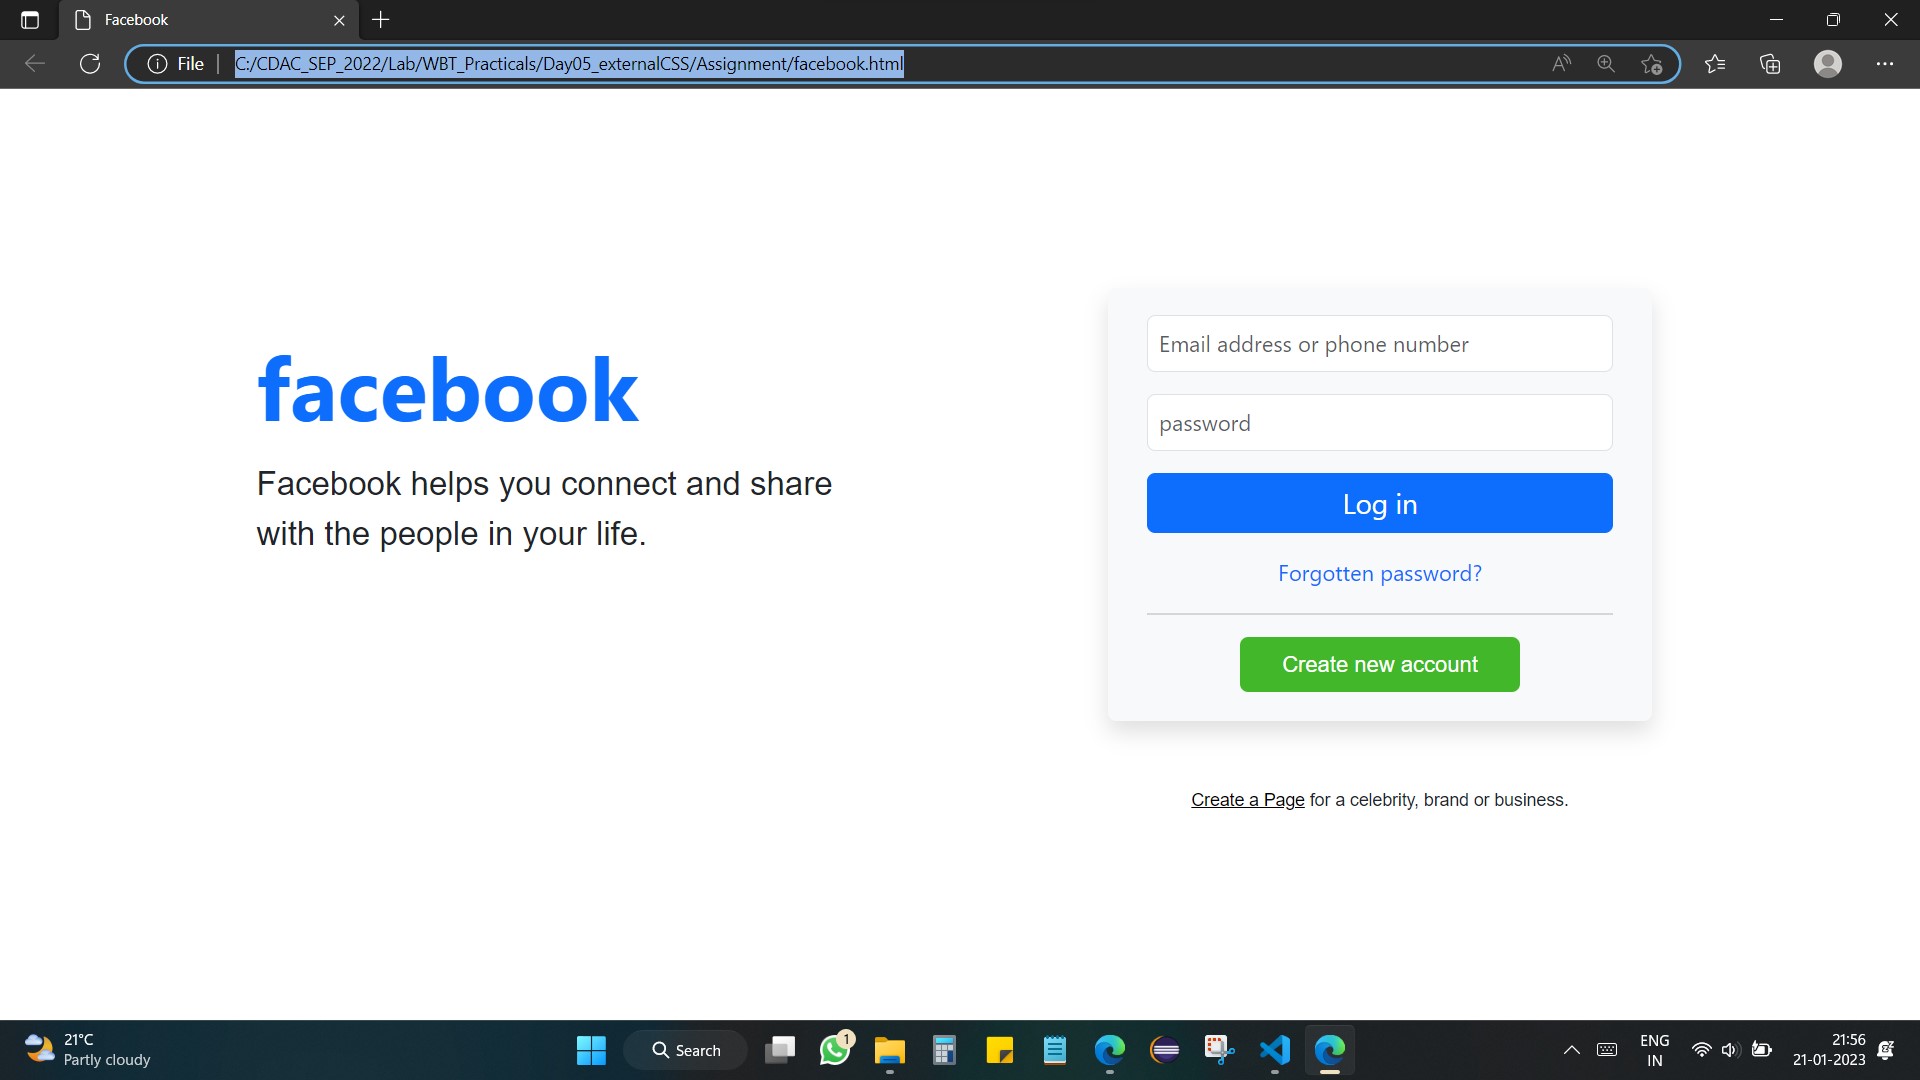 Facebook
File
C:/CDAC_SEP_2022/Lab/WBT_Practicals/Day05_externalCSS/Assignment/facebook.html
facebook
Facebook helps you connect and share
with the people in your life.
Email address or phone number
password
Log in
Forgotten password?
Create new account
Create a Page for a celebrity, brand or business.
21°C
Partly cloudy
Search
1
ENG
IN
21:56
21-01-2023